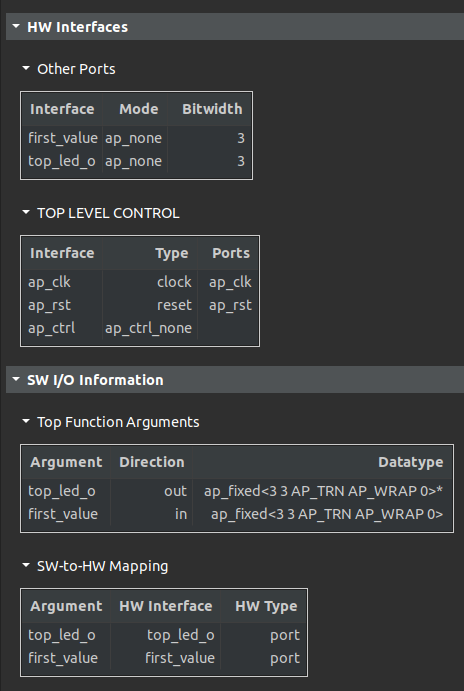 HW Interfaces
Other Ports
Interface Mode Bitwidth
first_value ap_none 3
top_led_o ap_none 3
TOP LEVEL CONTROL
Interface Type Ports
ap_clk clock ap_clk
ap_rst reset ap_rst
ap_ctrl ap_ctrl_none
SW I/O Information
Top Function Arguments
Argument Direction Datatype
top_led_o out ap_fixed<3 3 AP_TRN AP_WRAP 0>*
first_value in ap_fixed<3 3 AP_TRN AP_WRAP 0>
SW-to-HW Mapping
Argument HW Interface HW Type
top_led_o top_led_o port
first_value first_value port